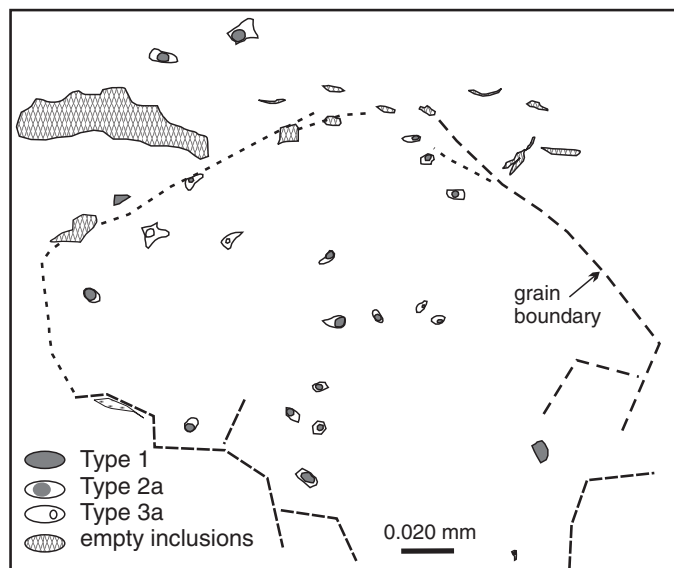 grain
boundary
Type 1
Type 2a
Type 3a
empty inclusions
0.020 mm